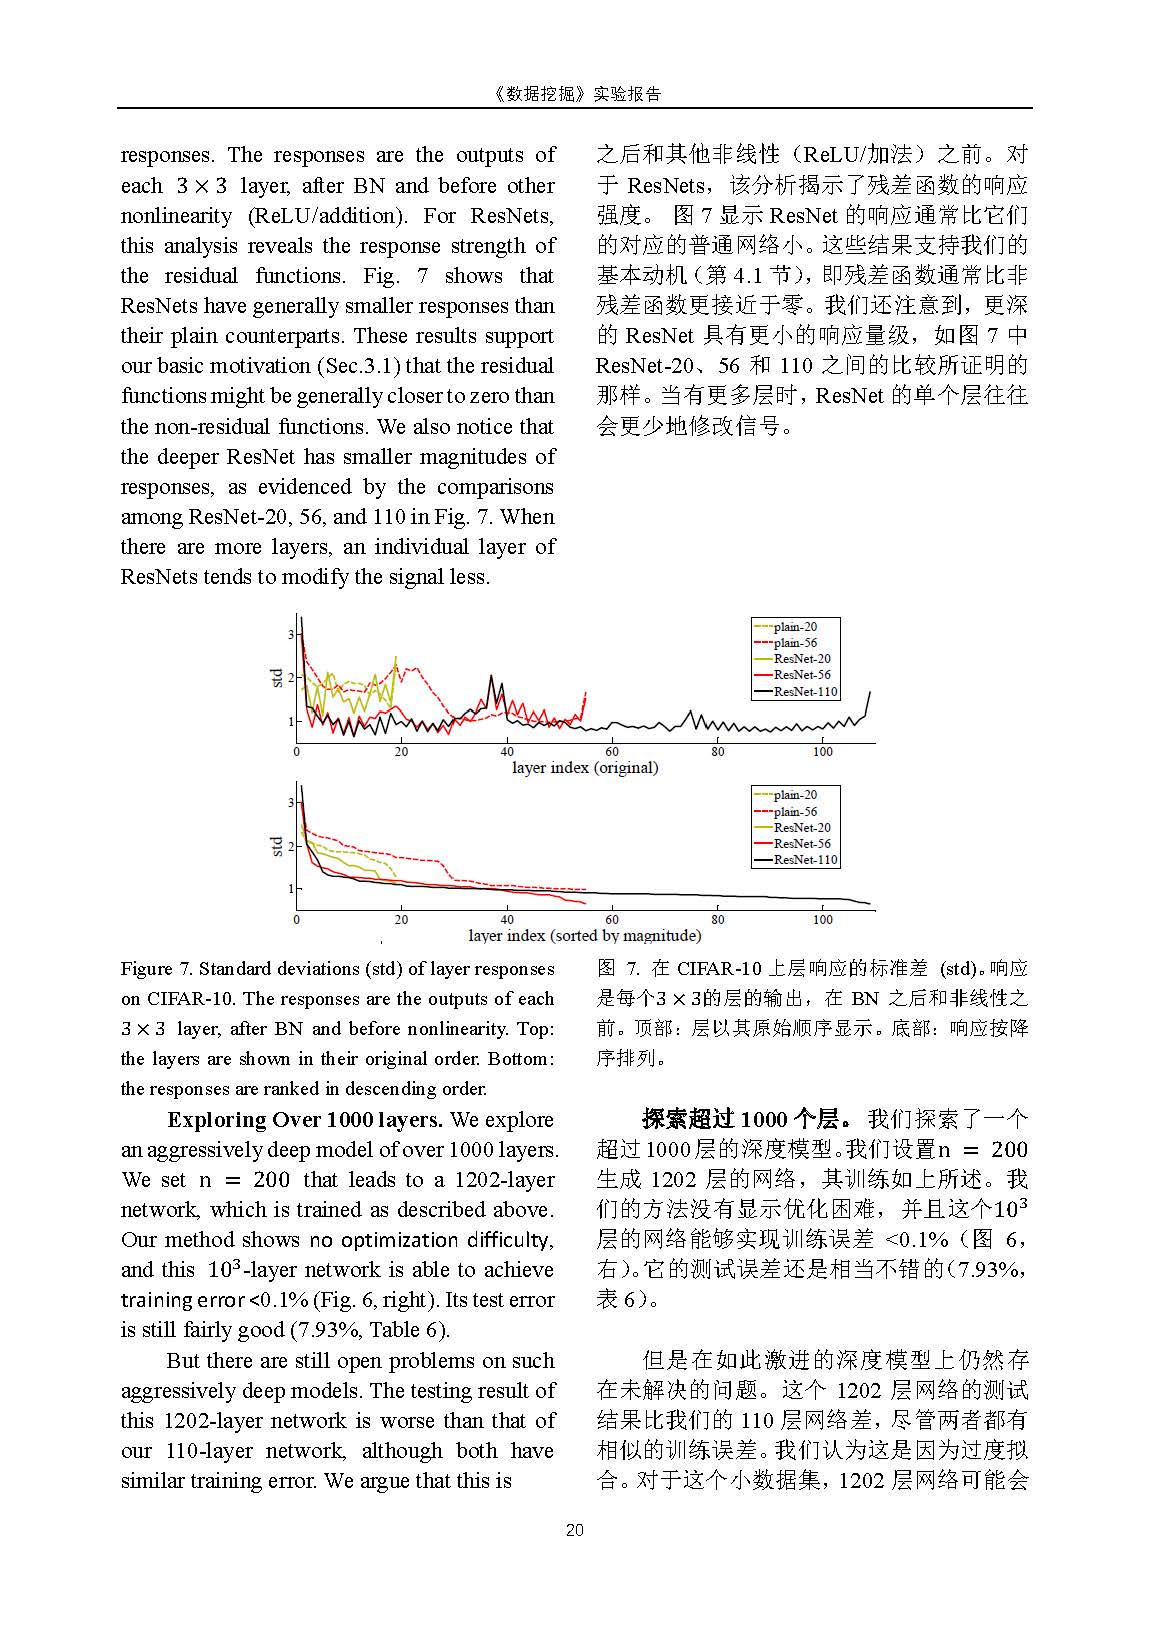 《数据挖掘》实验报告
responses. The responses are the outputs of
each 3 × 3 layer, after BN and before other
nonlinearity (ReLU/addition). For ResNets,
this analysis reveals the response strength of
the residual functions. Fig. 7 shows that
ResNets have generally smaller responses than
their plain counterparts. These results support
our basic motivation (Sec.3.1) that the residual
functions might be generally closer to zero than
the non-residual functions. We also notice that
the deeper ResNet has smaller magnitudes of
responses, as evidenced by the comparisons
among ResNet-20, 56, and 110 in Fig. 7. When
there are more layers, an individual layer of
ResNets tends to modify the signal less.
之后和其他非线性（ReLU/加法）之前。对
于 ResNets，该分析揭示了残差函数的响应
强度。 图 7 显示 ResNet 的响应通常比它们
的对应的普通网络小。这些结果支持我们的
基本动机（第 4.1 节），即残差函数通常比非
残差函数更接近于零。我们还注意到，更深
的 ResNet 具有更小的响应量级，如图 7 中
ResNet-20、56 和 110 之间的比较所证明的
那样。当有更多层时，ResNet 的单个层往往
会更少地修改信号。
3
2
1
std
0 20 40 60 80 100
layer index (original)
plain-20
plain-56
ResNet-20
ResNet-56
ResNet-110
3
2
1
std
0 20 40 60 80 100
layer index (sorted by magnitude)
plain-20
plain-56
ResNet-20
ResNet-56
ResNet-110
Figure 7. Standard deviations (std) of layer responses
on CIFAR-10. The responses are the outputs of each
3 × 3 layer, after BN and before nonlinearity. Top:
the layers are shown in their original order. Bottom:
the responses are ranked in descending order.
图 7. 在 CIFAR-10 上层响应的标准差 (std)。响应
是每个3 × 3的层的输出，在 BN 之后和非线性之
前。顶部：层以其原始顺序显示。底部：响应按降
序排列。
Exploring Over 1000 layers. We explore
an aggressively deep model of over 1000 layers.
We set n = 200 that leads to a 1202-layer
network, which is trained as described above.
Our method shows no optimization difficulty,
and this 10³-layer network is able to achieve
training error <0.1% (Fig. 6, right). Its test error
is still fairly good (7.93%, Table 6).
But there are still open problems on such
aggressively deep models. The testing result of
this 1202-layer network is worse than that of
our 110-layer network, although both have
similar training error. We argue that this is
探索超过 1000 个层。 我们探索了一个
超过 1000 层的深度模型。我们设置n = 200
生成 1202 层的网络，其训练如上所述。我
们的方法没有显示优化困难，并且这个10³
层的网络能够实现训练误差 <0.1%（图 6，
右）。它的测试误差还是相当不错的（7.93%，
表 6）。
但是在如此激进的深度模型上仍然存
在未解决的问题。这个 1202 层网络的测试
结果比我们的 110 层网络差，尽管两者都有
相似的训练误差。我们认为这是因为过度拟
合。对于这个小数据集，1202 层网络可能会
20